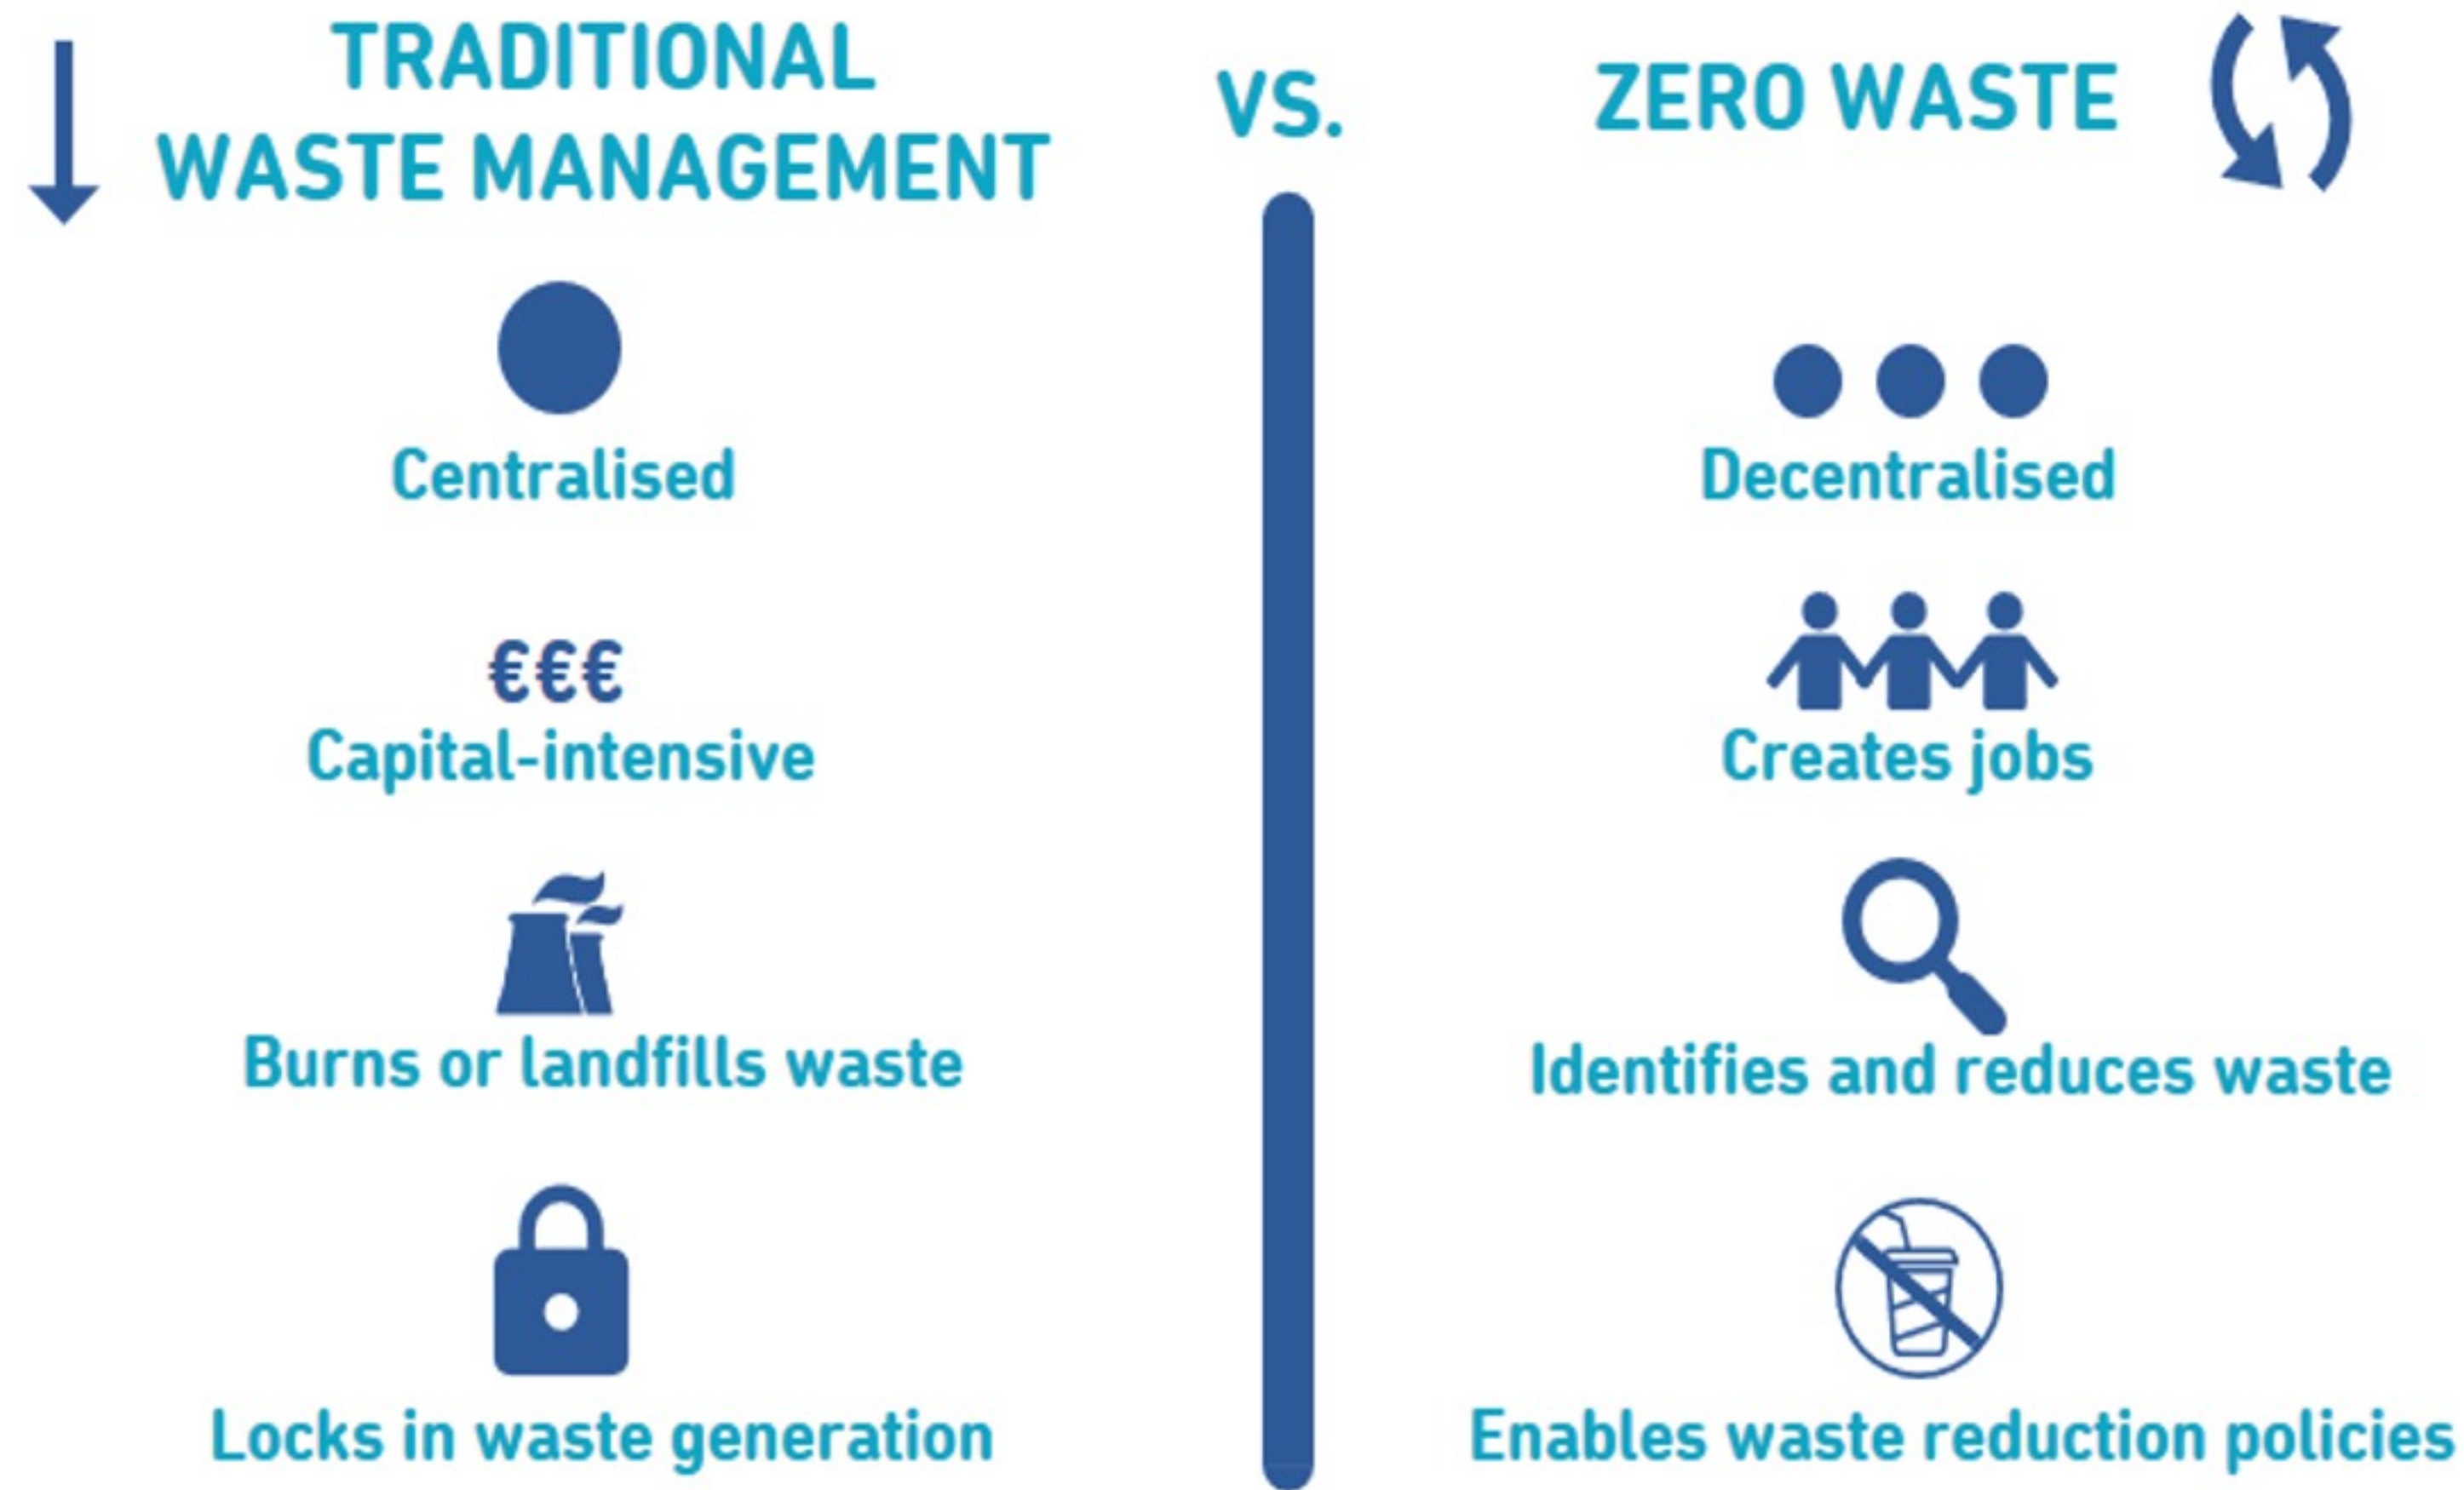 TRADITIONAL
WASTE MANAGEMENT
VS.
ZERO WASTE
Centralised
Decentralised
€€€
Capital-intensive
Creates jobs
Burns or landfills waste
Identifies and reduces waste
Locks in waste generation
Enables waste reduction policies